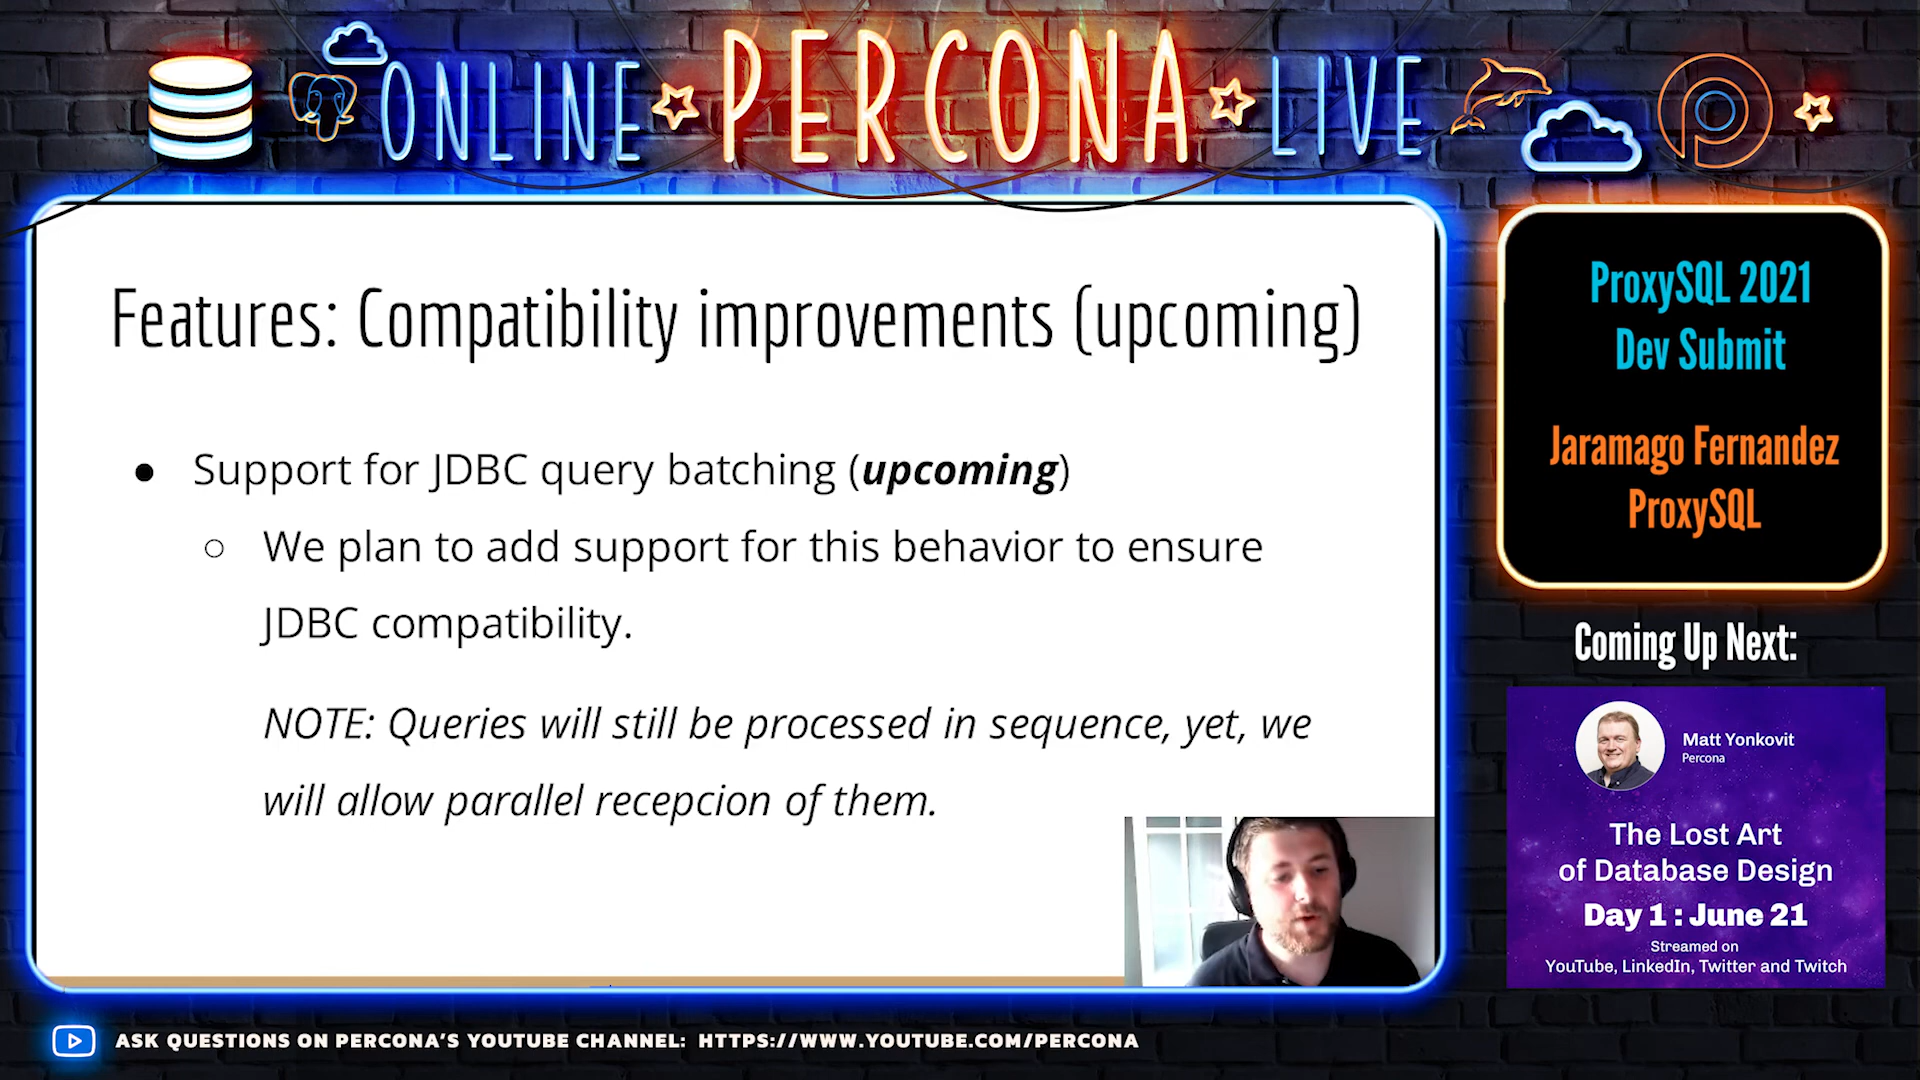 ONLINE PERCONA LIVE
Features: Compatibility improvements (upcoming)
● Support for JDBC query batching (upcoming)
○ We plan to add support for this behavior to ensure
JDBC compatibility.
NOTE: Queries will still be processed in sequence, yet, we
will allow parallel recepcion of them.
ProxySQL 2021
Dev Submit
Jaramago Fernandez
ProxySQL
Coming Up Next:
Matt Yonkovit
Percona
The Lost Art
of Database Design
Day 1 : June 21
Streamed on
YouTube, LinkedIn, Twitter and Twitch
ASK QUESTIONS ON PERCONA'S YOUTUBE CHANNEL: HTTPS://WWW.YOUTUBE.COM/PERCONA